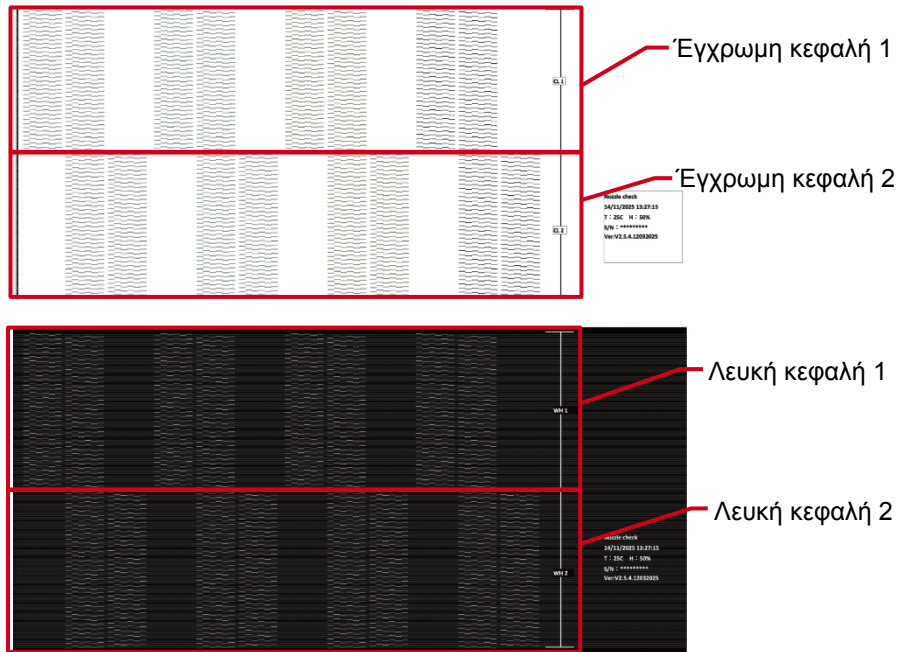 Έγχρωμη κεφαλή 1
CL 1
Έγχρωμη κεφαλή 2
Nozzle check
14/11/2025 13:27:15
T : 25C H : 50%
S/N : *********
Ver:V2.5.4.12032025
CL 2
Λευκή κεφαλή 1
WH 1
Λευκή κεφαλή 2
Nozzle check
14/11/2025 13:27:15
T : 25C H : 50%
S/N : *********
Ver:V2.5.4.12032025
WH 2